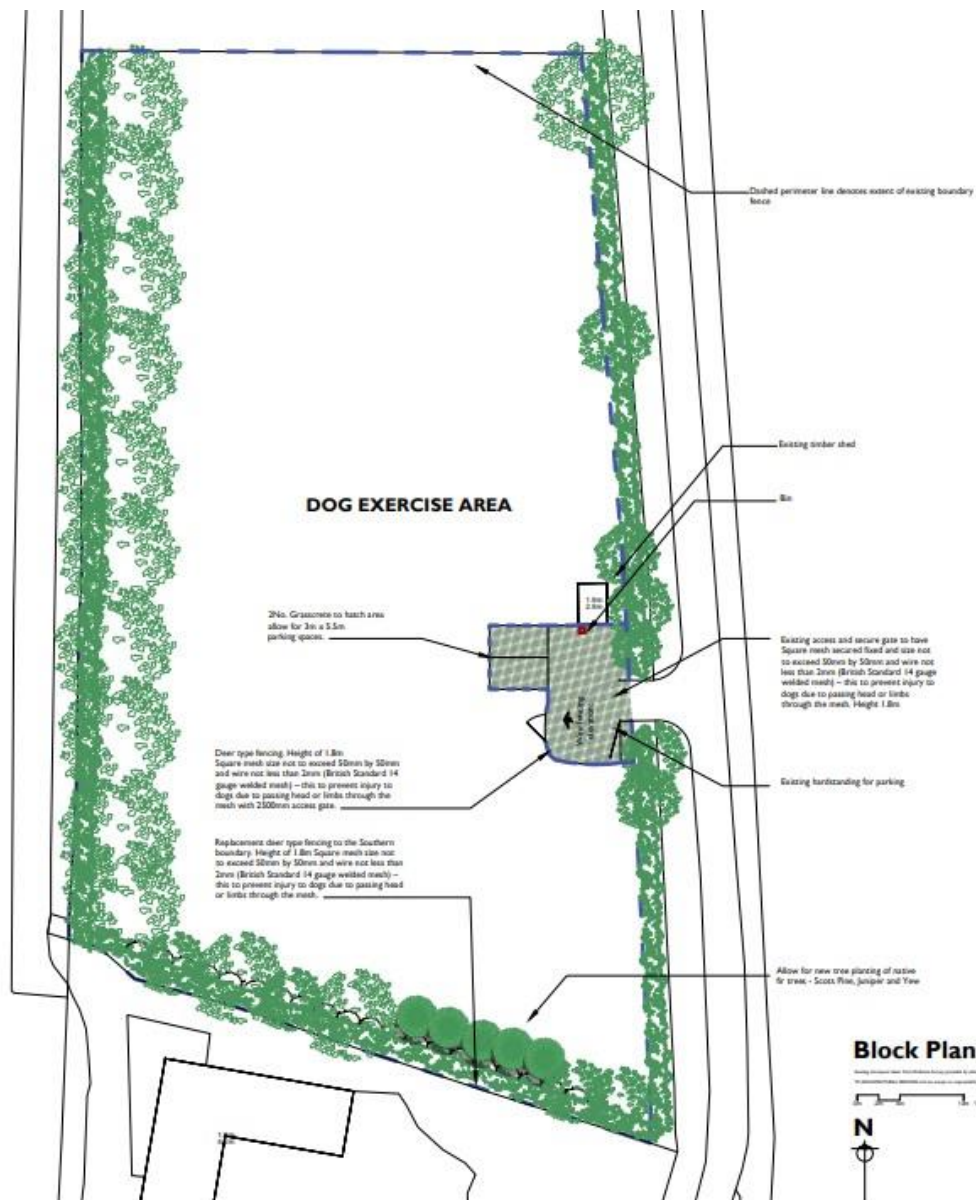 Dashed perimeter line denotes extent of existing boundary
fence
Existing timber shed
Bin
DOG EXERCISE AREA
2No. Grasscrete to hatch area
allow for 3m x 5.5m
parking spaces.
Existing access and secure gate to have
Square mesh secured fixed and size not
to exceed 50mm by 50mm and wire not
less than 2mm (British Standard 14 gauge
welded mesh) – this to prevent injury to
dogs due to passing head or limbs
through the mesh. Height 1.8m
Deer type fencing. Height of 1.8m
Square mesh size not to exceed 50mm by 50mm
and wire not less than 2mm (British Standard 14
gauge welded mesh) – this to prevent injury to
dogs due to passing head or limbs through the
mesh with 2500mm access gate.
Existing hardstanding for parking
Replacement deer type fencing to the Southern
boundary. Height of 1.8m Square mesh size not
to exceed 50mm by 50mm and wire not less than
2mm (British Standard 14 gauge welded mesh) –
this to prevent injury to dogs due to passing head
or limbs through the mesh.
Allow for new tree planting of native
fir trees - Scott Pine, Juniper and Yew
Block Plan
N